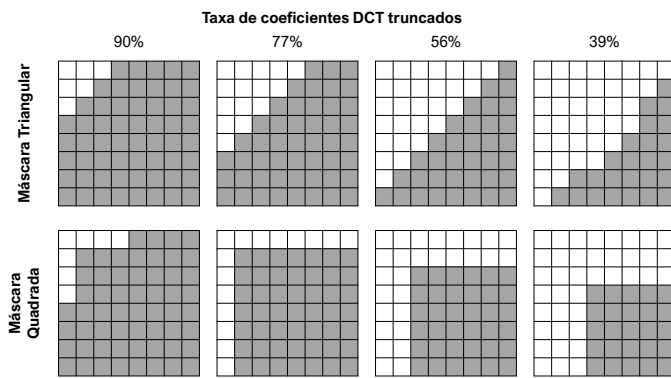 Taxa de coeficientes DCT truncados
90% 77% 56% 39%
Máscara Triangular
Máscara
Quadrada